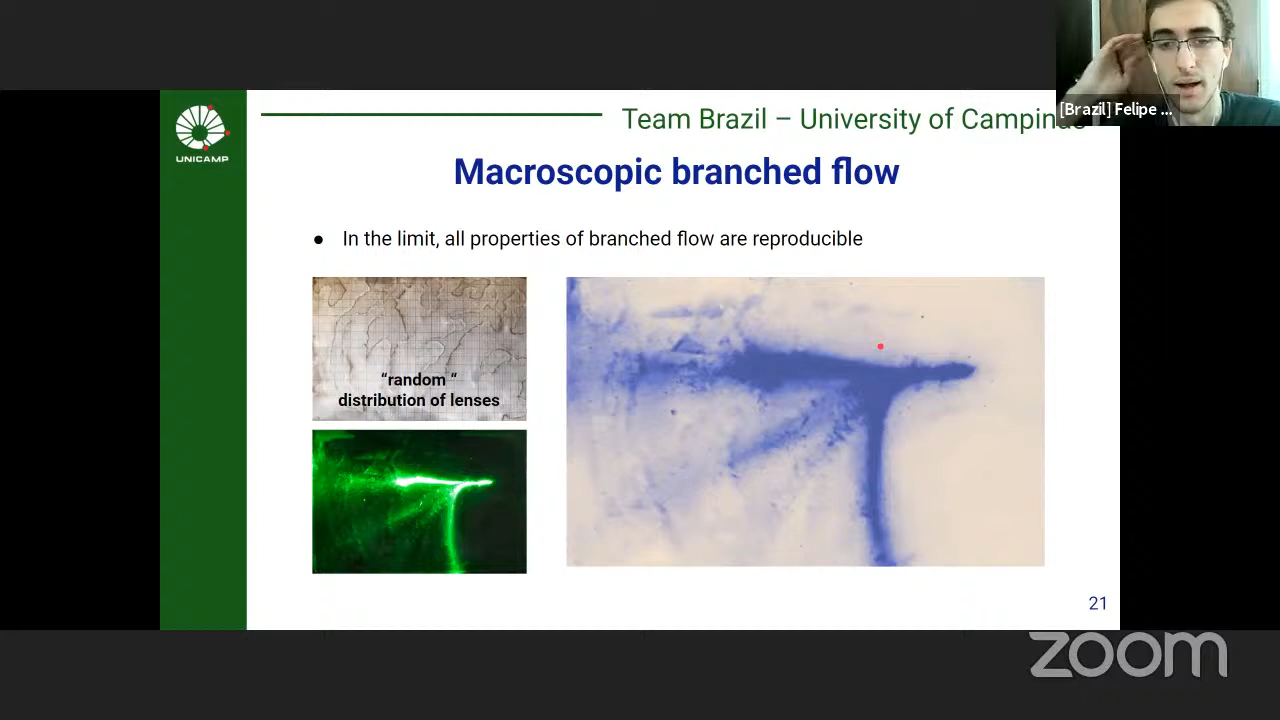 [Brazil] Felipe ...
Team Brazil – University of Campinas
UNICAMP
Macroscopic branched flow
● In the limit, all properties of branched flow are reproducible
“random “
distribution of lenses
21
zoom